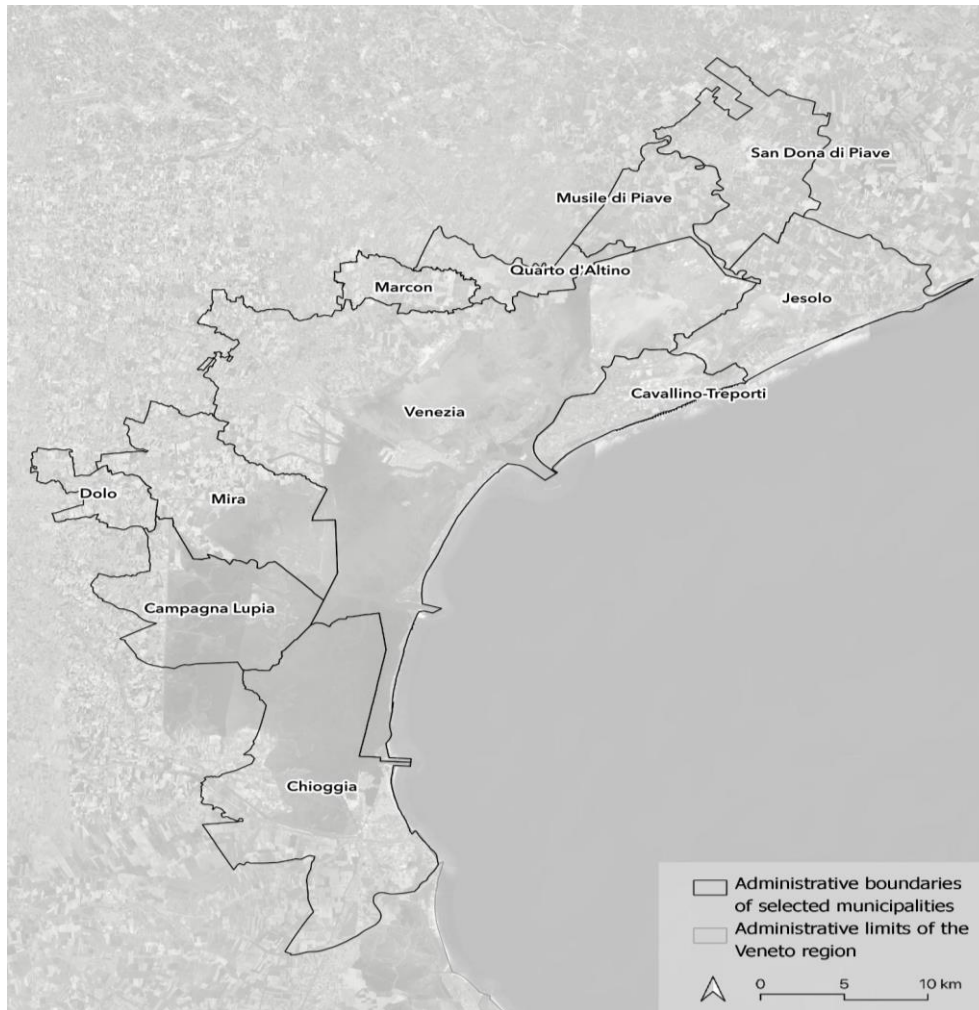 San Dona di Piave
Musile di Piave
Quarto d'Altino
Marcon
Jesolo
Cavallino-Treporti
Venezia
Dolo
Mira
Campagna Lupia
Chioggia
Administrative boundaries
of selected municipalities
Administrative limits of the
Veneto region
0 5 10 km